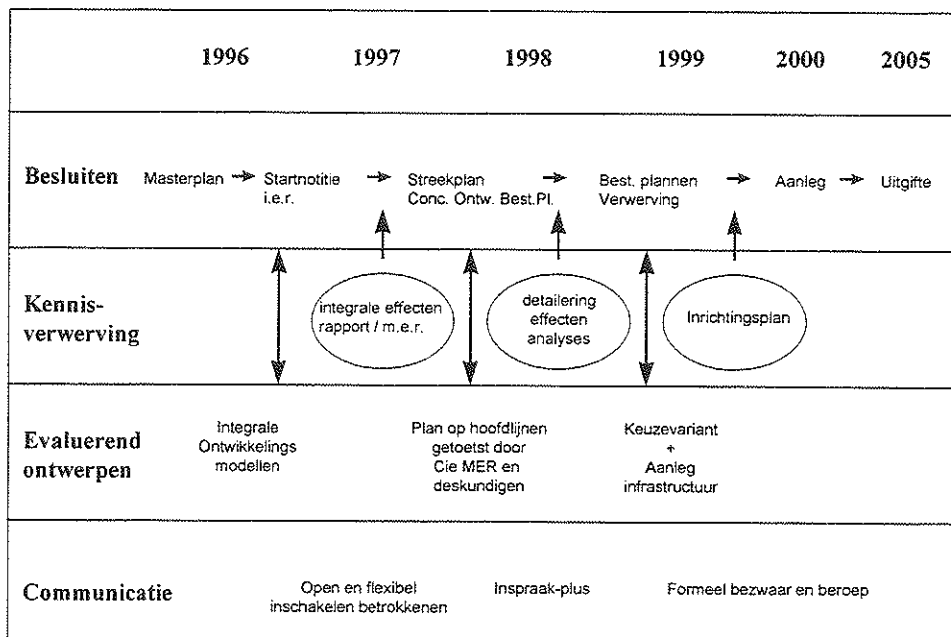 1996 1997 1998 1999 2000 2005
Besluiten
Masterplan
Startnotitie
i.e.r.
Streekplan
Conc. Ontw. Best.Pl.
Best. plannen
Verwerving
Aanleg
Uitgifte
Kennis-
verwerving
integrale effecten
rapport / m.e.r.
detailering
effecten
analyses
Inrichtingsplan
Evaluerend
ontwerpen
Integrale
Ontwikkelings
modellen
Plan op hoofdlijnen
getoetst door
Cie MER en
deskundigen
Keuzevariant
+
Aanleg
infrastructuur
Communicatie
Open en flexibel
inschakelen betrokkenen
Inspraak-plus
Formeel bezwaar en beroep